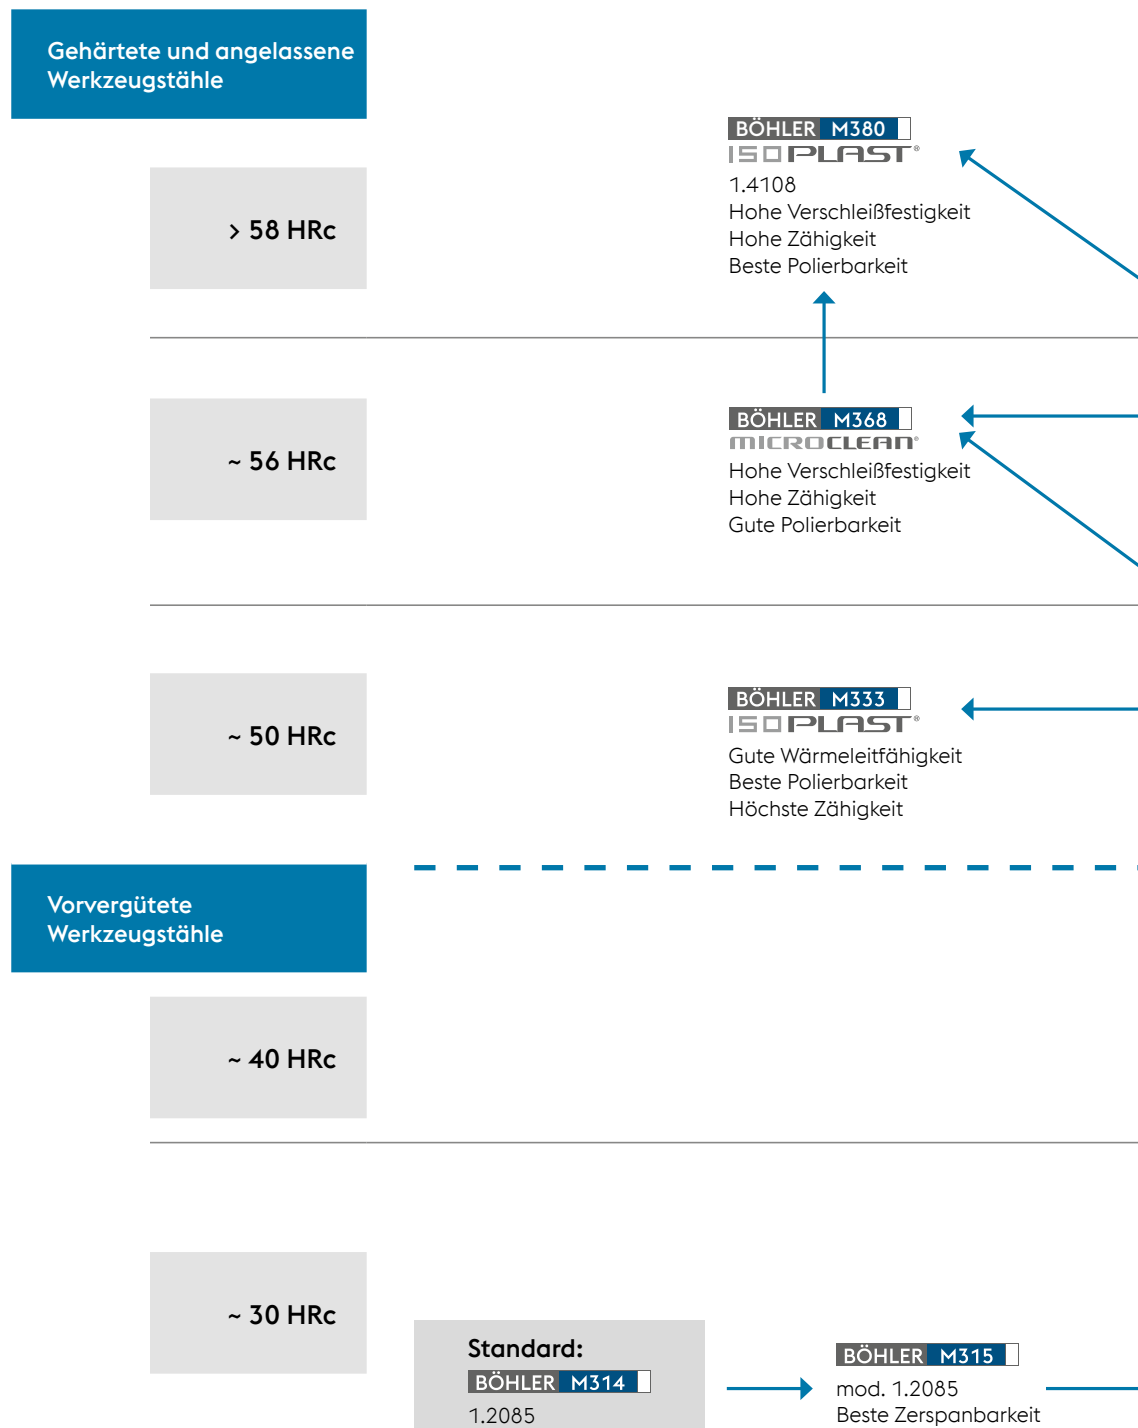 Gehärtete und angelassene
Werkzeugstähle
BÖHLER M380
ISOPLAST®
1.4108
Hohe Verschleißfestigkeit
Hohe Zähigkeit
Beste Polierbarkeit
> 58 HRc
BÖHLER M368
MICROCLEAN®
Hohe Verschleißfestigkeit
Hohe Zähigkeit
Gute Polierbarkeit
~ 56 HRc
BÖHLER M333
ISOPLAST®
Gute Wärmeleitfähigkeit
Beste Polierbarkeit
Höchste Zähigkeit
~ 50 HRc
Vorvergütete
Werkzeugstähle
~ 40 HRc
~ 30 HRc
Standard:
BÖHLER M314
1.2085
BÖHLER M315
mod. 1.2085
Beste Zerspanbarkeit